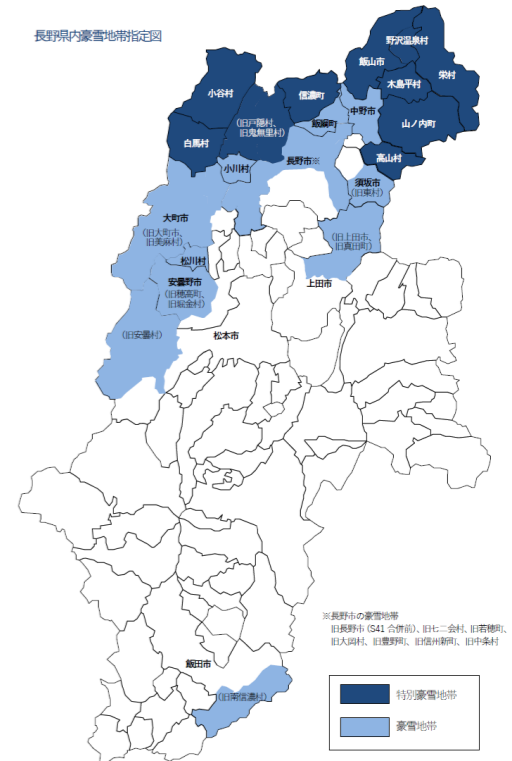 長野県内豪雪地帯指定図
野沢温泉村
飯山市
栄村
小谷村
木島平村
信濃町
中野市
(旧戸隠村、
旧鬼無里村)
飯綱町
山ノ内町
白馬村
長野市※
高山村
小川村
須坂市
(旧東村)
大町市
(旧大町市、
旧美麻村)
(旧上田市、
旧真田町)
松川村
安曇野市
(旧穂高町、
旧堀金村)
上田市
(旧安曇村)
松本市
※長野市の豪雪地帯
旧長野市(S41 合併前)、旧七二会村、旧若穂町、
旧大岡村、旧豊野町、旧信州新町、旧中条村
飯田市
(旧南信濃村)
特別豪雪地帯
豪雪地帯